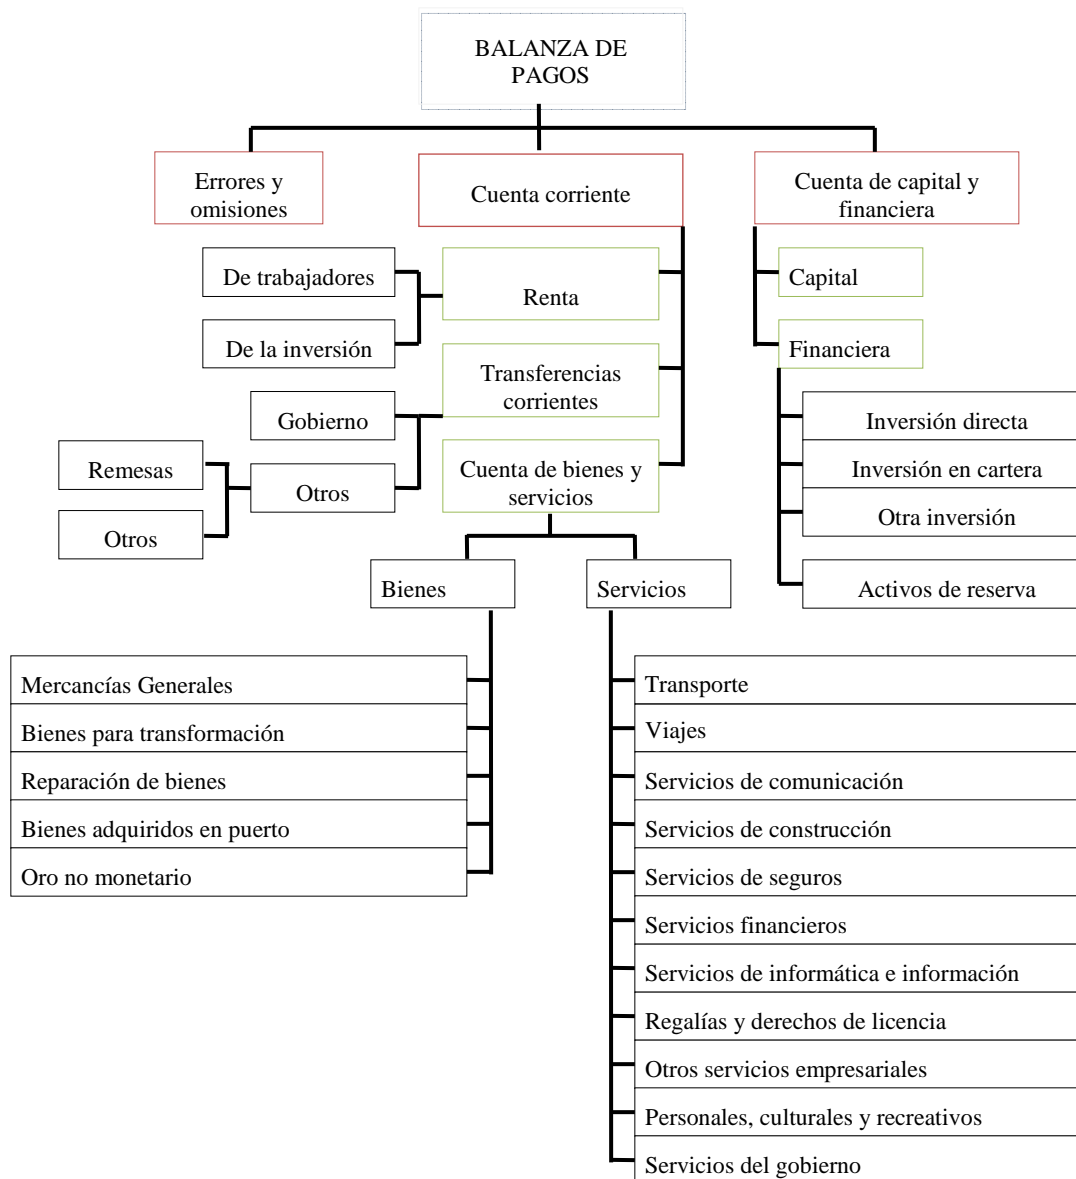 BALANZA DE
PAGOS
Errores y
omisiones
Cuenta corriente
Cuenta de capital y
financiera
De trabajadores
De la inversión
Renta
Capital
Financiera
Transferencias
corrientes
Gobierno
Otros
Remesas
Otros
Cuenta de bienes y
servicios
Inversión directa
Inversión en cartera
Otra inversión
Activos de reserva
Bienes
Servicios
Mercancías Generales
Bienes para transformación
Reparación de bienes
Bienes adquiridos en puerto
Oro no monetario
Transporte
Viajes
Servicios de comunicación
Servicios de construcción
Servicios de seguros
Servicios financieros
Servicios de informática e información
Regalías y derechos de licencia
Otros servicios empresariales
Personales, culturales y recreativos
Servicios del gobierno